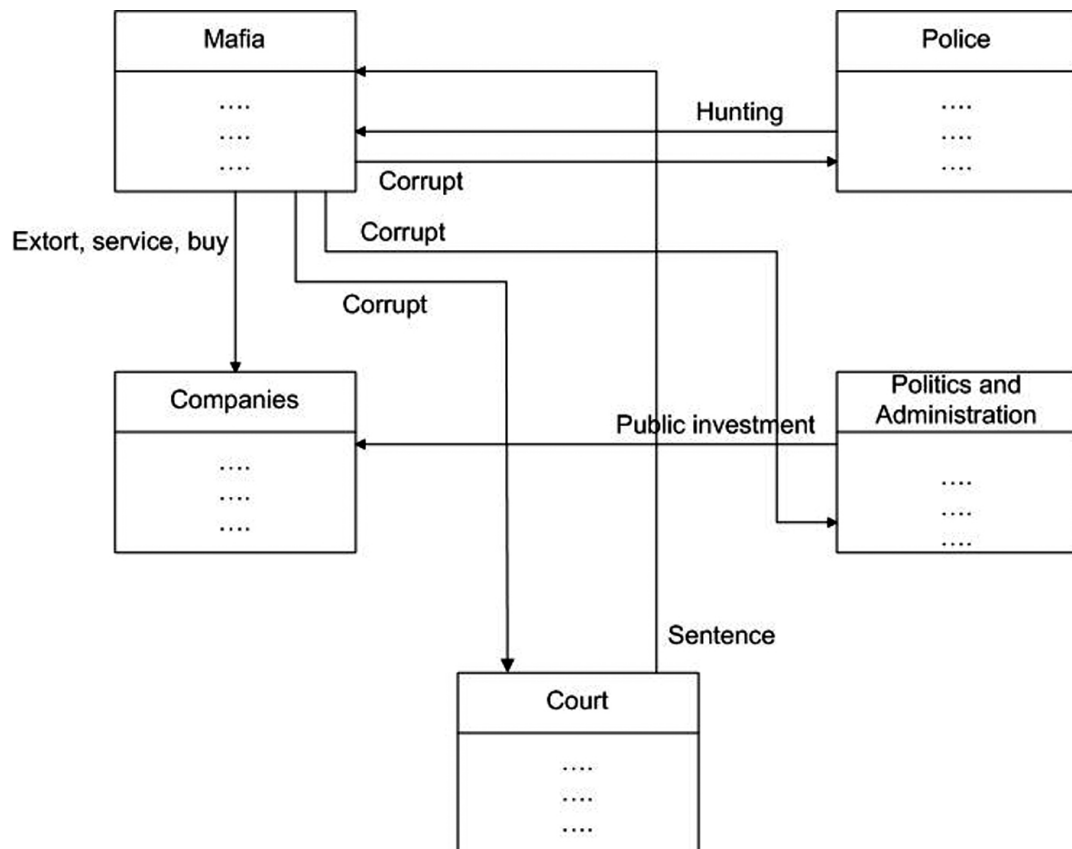 Mafia
Police
....
....
....
....
....
....
Hunting
Corrupt
Corrupt
Extort, service, buy
Corrupt
Companies
Politics and
Administration
Public investment
....
....
....
....
....
....
Sentence
Court
....
....
....